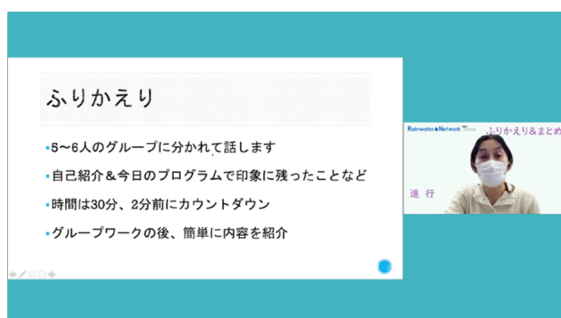 ふりかえり
▪5～6人のグループに分かれて話します
▪自己紹介＆今日のプログラムで印象に残ったことなど
▪時間は30分、2分前にカウントダウン
▪グループワークの後、簡単に内容を紹介
Rainwater Network
ふりかえり&まとめ
進 行